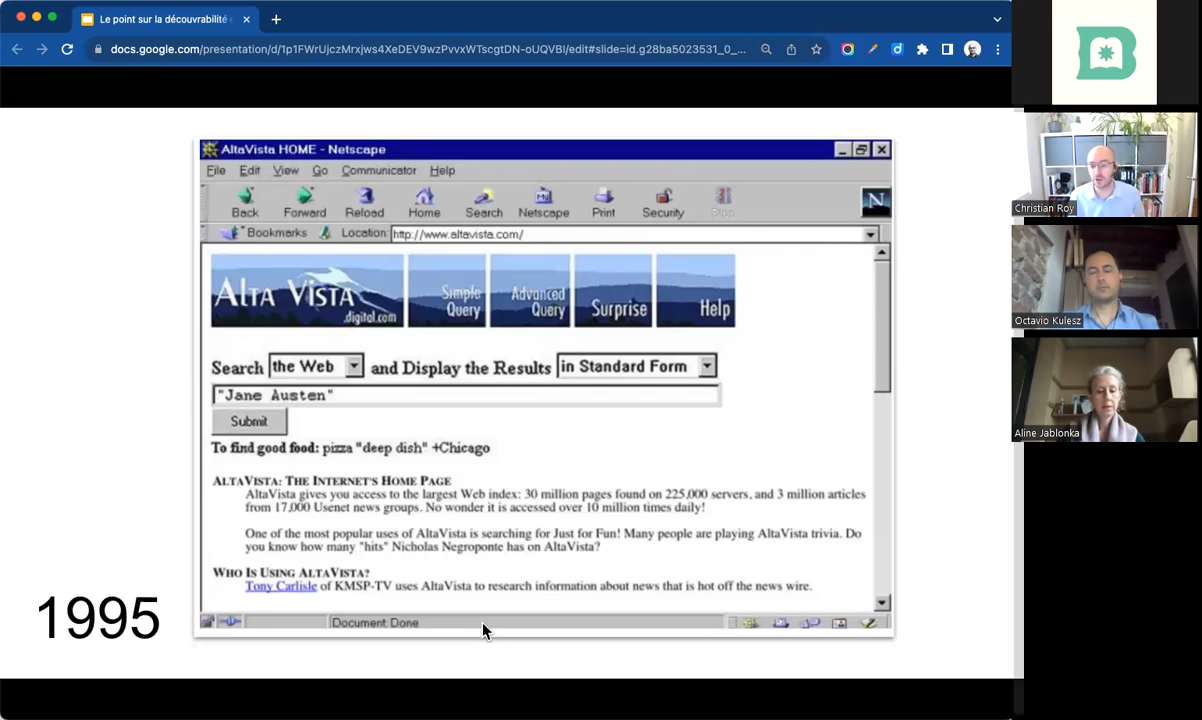 Le point sur la découvrabilité
docs.google.com/presentation/d/1p1FWrUjczMrxjws4XeDEV9wzPvvxWTscgtDN-oUQVBI/edit#slide=id.g28ba5023531_0_...
AltaVista HOME - Netscape
File Edit View Go Communicator Help
Back Forward Reload Home Search Netscape Print Security Stop
N
Bookmarks Location: http://www.altavista.com/
ALTA VISTA
.digital.com
Simple
Query
Advanced
Query
Surprise
Help
Search the Web and Display the Results in Standard Form
"Jane Austen"
Submit
To find good food: pizza "deep dish" +Chicago
ALTAVISTA: THE INTERNET'S HOME PAGE
AltaVista gives you access to the largest Web index: 30 million pages found on 225,000 servers, and 3 million articles
from 17,000 Usenet news groups. No wonder it is accessed over 10 million times daily!
One of the most popular uses of AltaVista is searching for Just for Fun! Many people are playing AltaVista trivia. Do
you know how many "hits" Nicholas Negroponte has on AltaVista?
WHO IS USING ALTAVISTA?
Tony Carlisle of KMSP-TV uses AltaVista to research information about news that is hot off the news wire.
Document: Done
1995
Christian Roy
Octavio Kulesz
Aline Jablonka